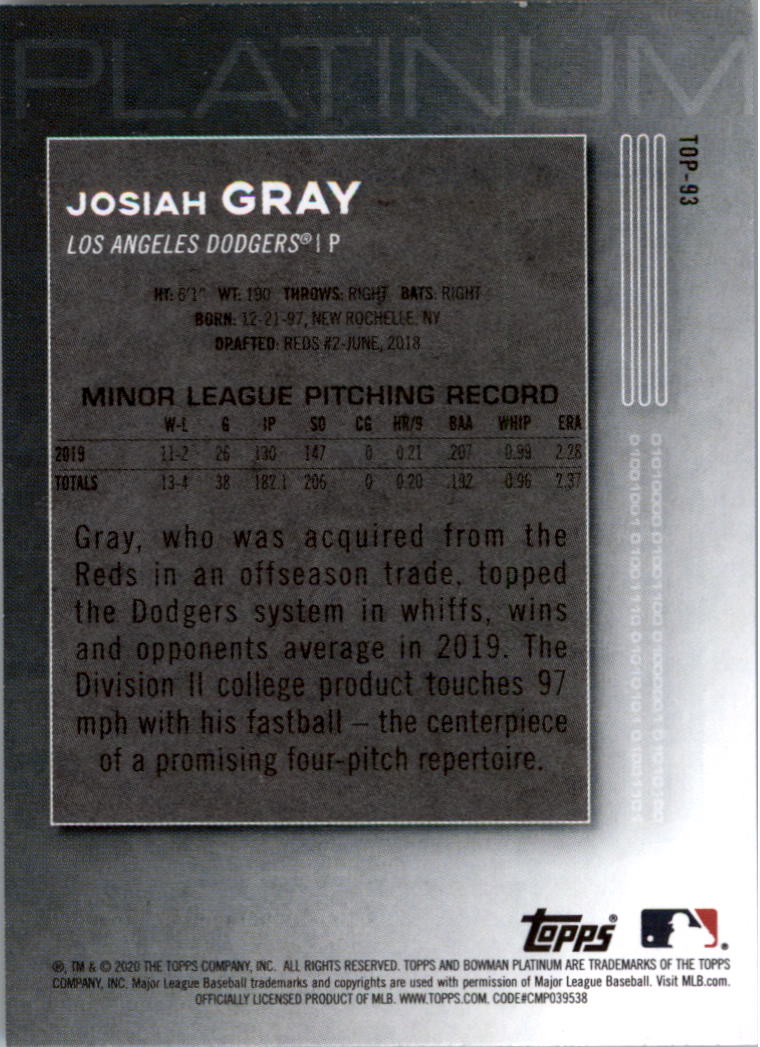 PLATINUM
TOP-93
JOSIAH GRAY
LOS ANGELES DODGERS® | P
HT: 6'1" WT: 190 THROWS: RIGHT BATS: RIGHT
BORN: 12-21-97, NEW ROCHELLE, NY
DRAFTED: REDS #2-JUNE, 2018
MINOR LEAGUE PITCHING RECORD
W-L G IP SO CG HR/9 BAA WHIP ERA
2019 11-2 26 130 147 0 0.21 .207 0.99 2.28
TOTALS 13-4 38 182.1 206 0 0.20 .192 0.96 2.37
Gray, who was acquired from the
Reds in an offseason trade, topped
the Dodgers system in whiffs, wins
and opponents average in 2019. The
Division II college product touches 97
mph with his fastball – the centerpiece
of a promising four-pitch repertoire.
Topps®
®, TM & © 2020 THE TOPPS COMPANY, INC. ALL RIGHTS RESERVED. TOPPS AND BOWMAN PLATINUM ARE TRADEMARKS OF THE TOPPS
COMPANY, INC. Major League Baseball trademarks and copyrights are used with permission of Major League Baseball. Visit MLB.com.
OFFICIALLY LICENSED PRODUCT OF MLB. WWW.TOPPS.COM. CODE#CMP039538